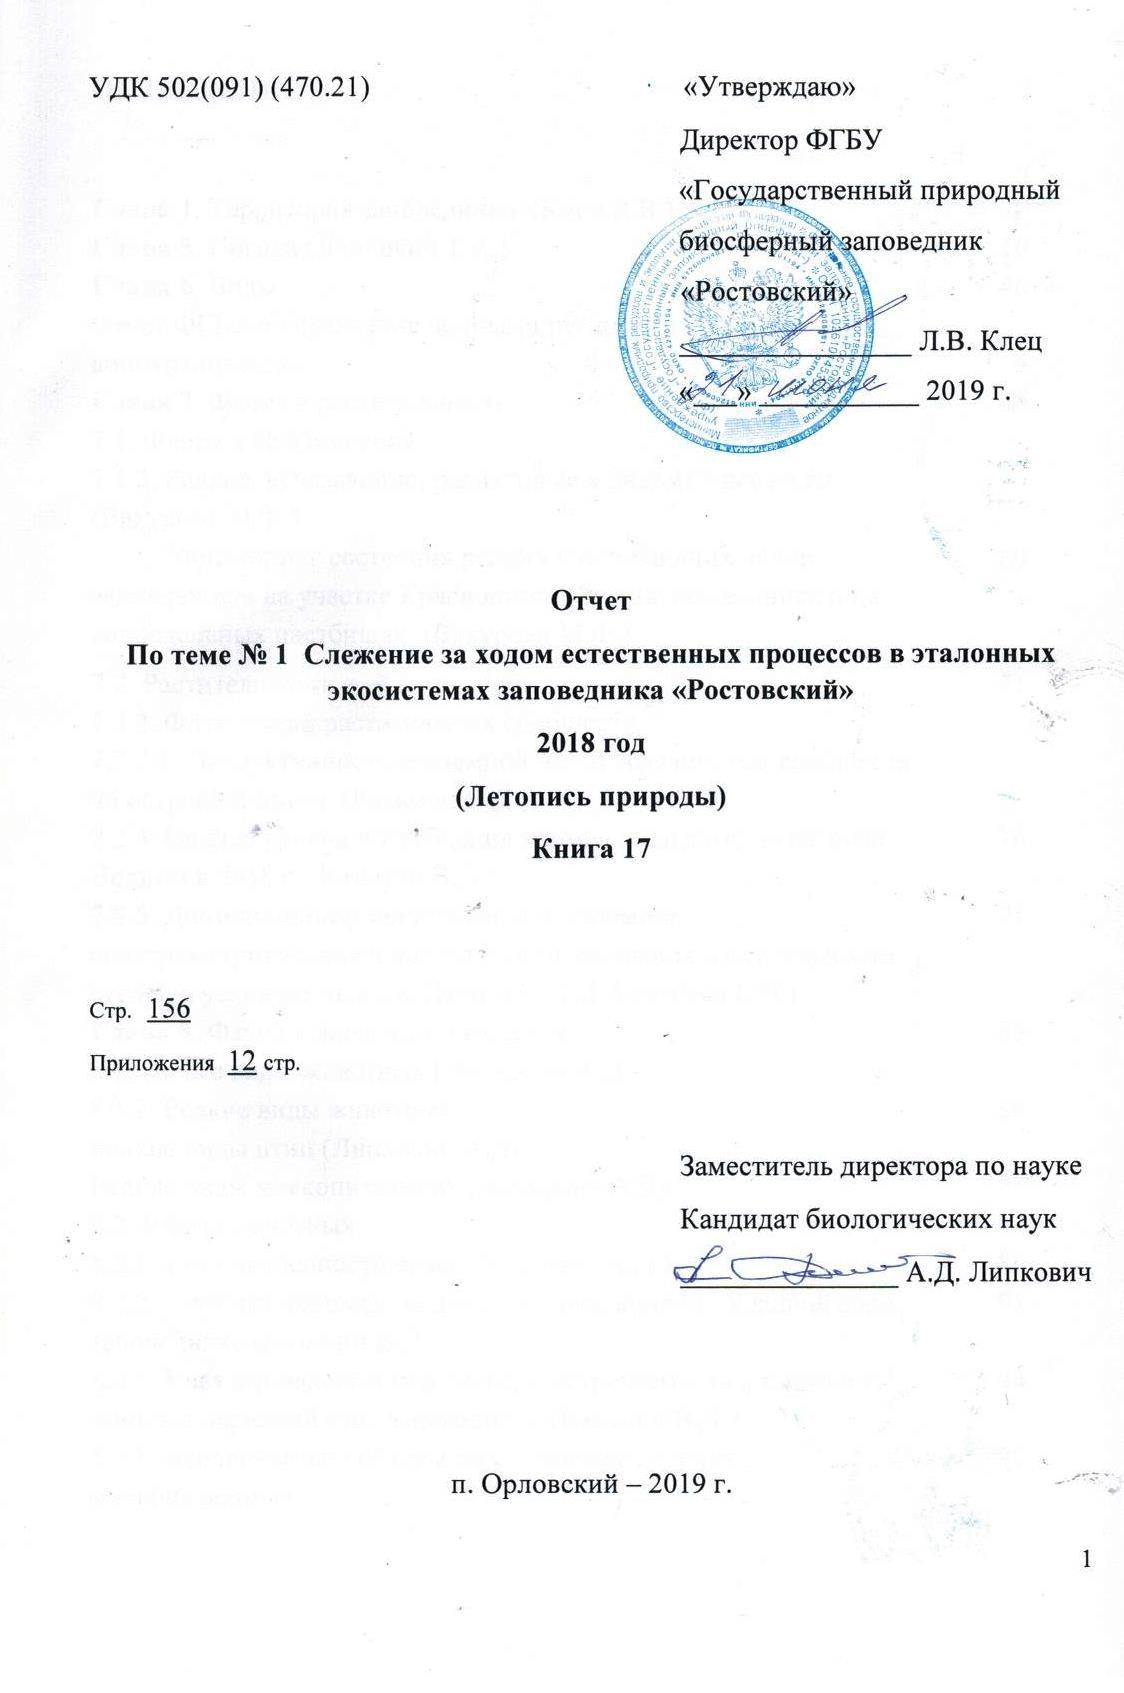 УДК 502(091) (470.21)
«Утверждаю»
Директор ФГБУ
«Государственный природный
биосферный заповедник
«Ростовский»
Л.В. Клец
«21» 2019 г.
Отчет
По теме № 1 Слежение за ходом естественных процессов в эталонных
экосистемах заповедника «Ростовский»
2018 год
(Летопись природы)
Книга 17
Стр. 156
Приложения 12 стр.
Заместитель директора по науке
Кандидат биологических наук
А.Д. Липкович
п. Орловский – 2019 г.
1